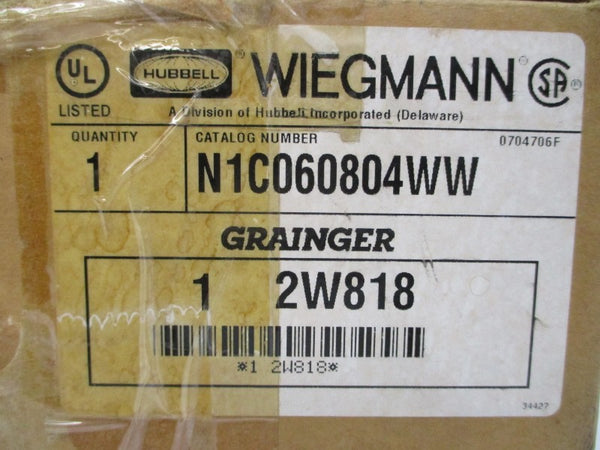 UL HUBBELL ® WIEGMANN ® SA ®
LISTED A Division of Hubbell Incorporated (Delaware)
QUANTITY CATALOG NUMBER 0704706F
1 N1C060804WW
GRAINGER
1 2W818
*1 2W818*
34427